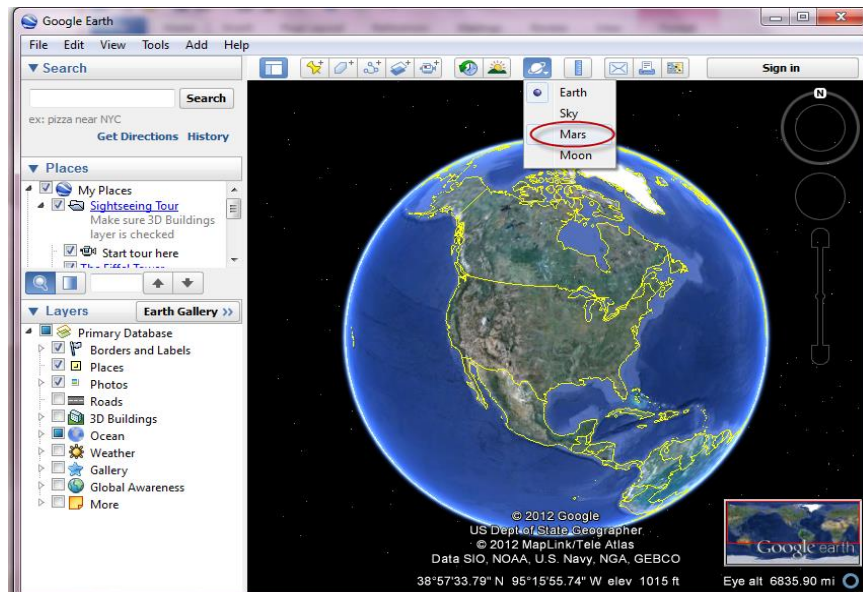 Google Earth
File Edit View Tools Add Help
Search
Search
ex: pizza near NYC
Get Directions History
Places
My Places
Sightseeing Tour
Make sure 3D Buildings
layer is checked
Start tour here
The Eiffel Tower
Layers
Earth Gallery >>
Primary Database
Borders and Labels
Places
Photos
Roads
3D Buildings
Ocean
Weather
Gallery
Global Awareness
More
Sign in
Earth
Sky
Mars
Moon
N
© 2012 Google
US Dept of State Geographer
© 2012 MapLink/Tele Atlas
Data SIO, NOAA, U.S. Navy, NGA, GEBCO
Google earth
38°57'33.79" N 95°15'55.74" W elev 1015 ft
Eye alt 6835.90 mi